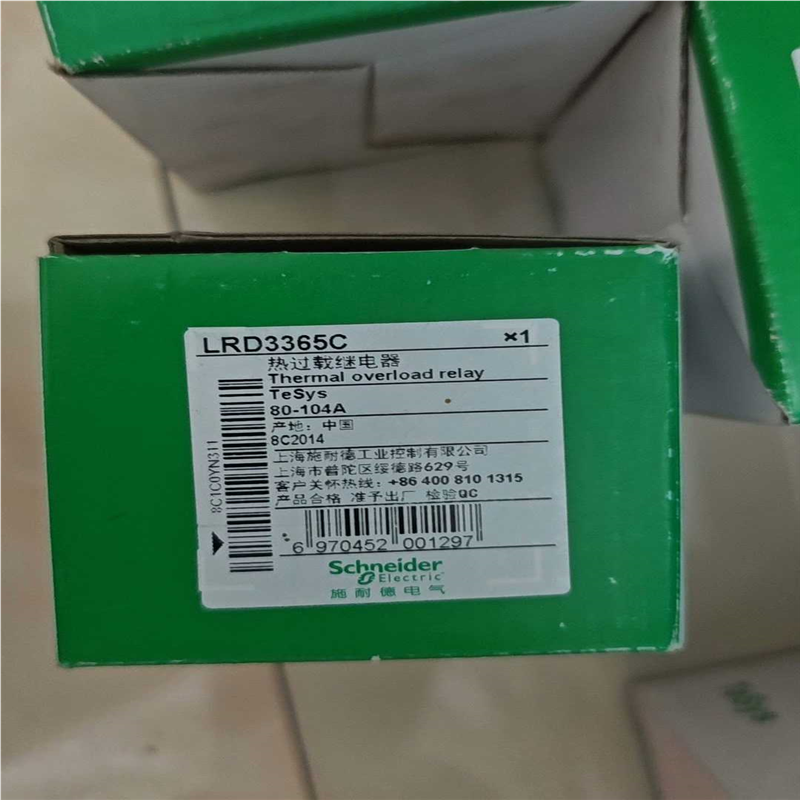 LRD3365C ×1
热过载继电器
Thermal overload relay
TeSys
80-104A
产地：中国
8C2014
上海施耐德工业控制有限公司
上海市普陀区绥德路629号
客户关怀热线：+86 400 810 1315
产品合格 准予出厂 检验QC
8C1C0YN311
6 970452 001297
Schneider
Electric
施耐德电气
TeSys